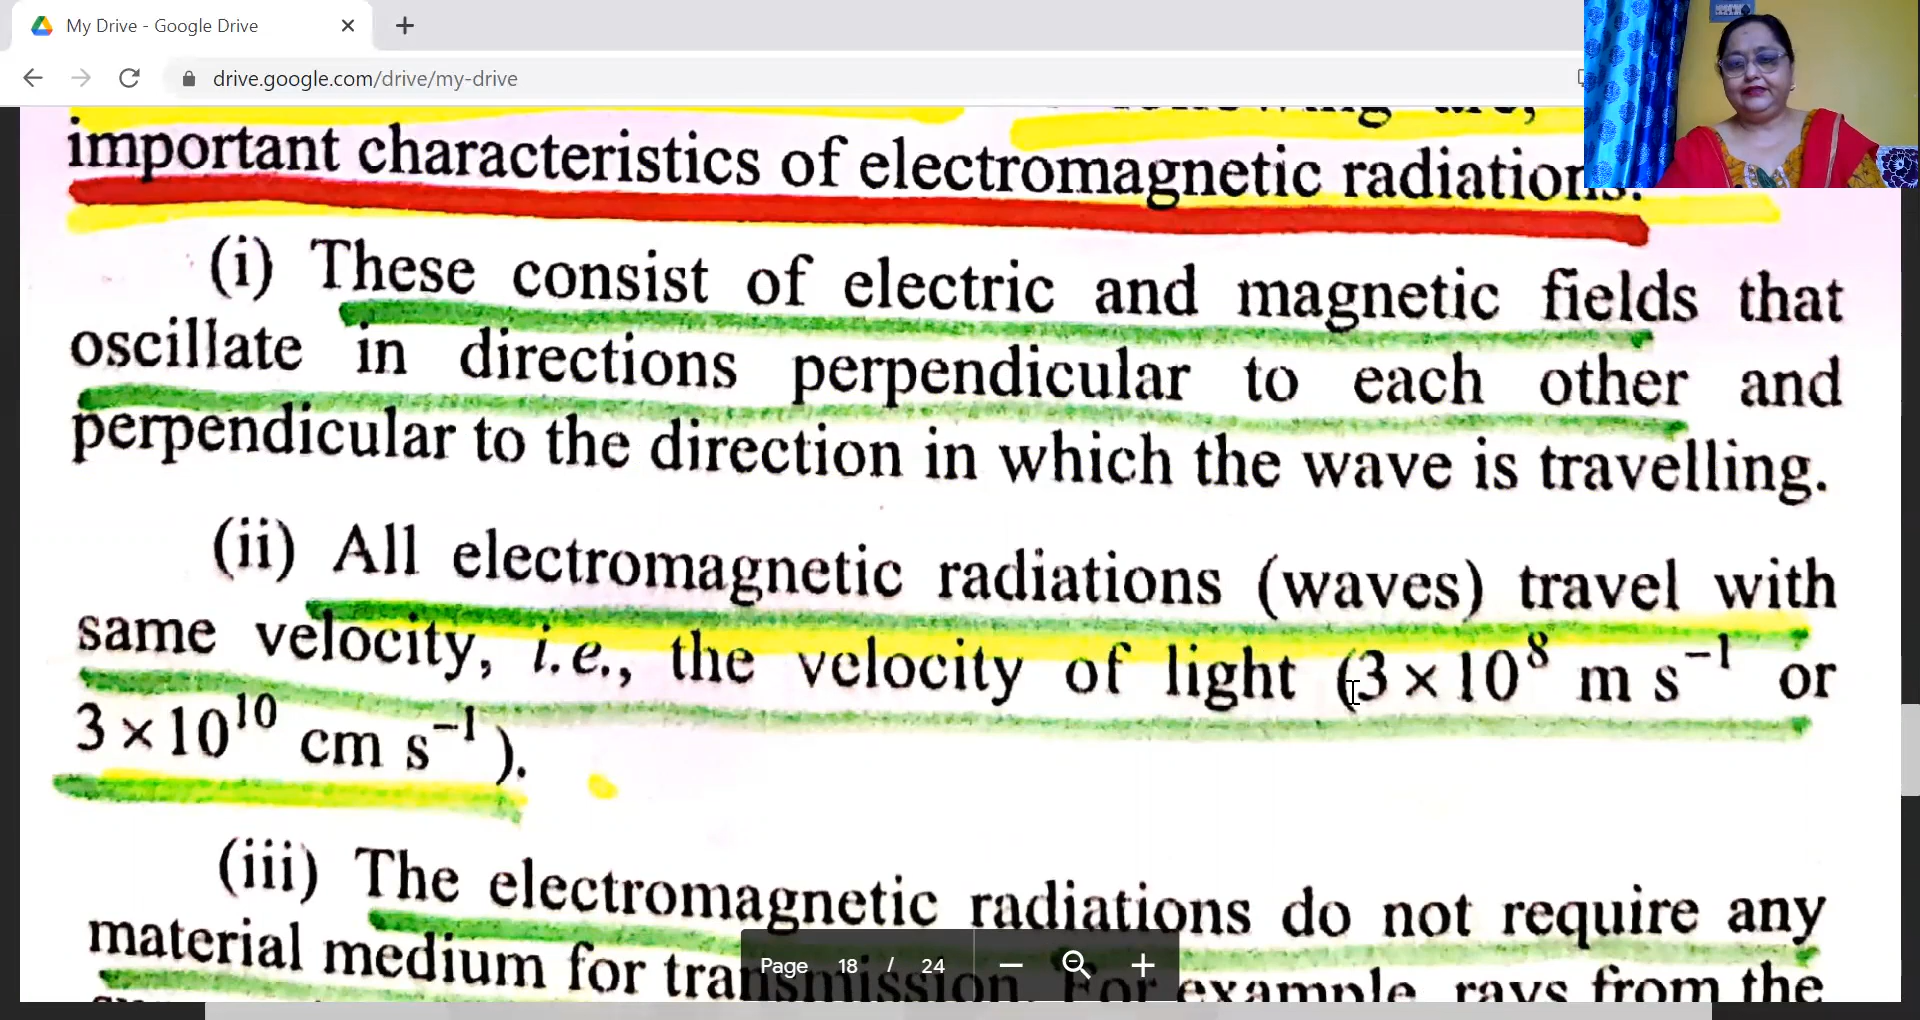 My Drive - Google Drive
drive.google.com/drive/my-drive
following are,
important characteristics of electromagnetic radiations.
(i) These consist of electric and magnetic fields that
oscillate in directions perpendicular to each other and
perpendicular to the direction in which the wave is travelling.
(ii) All electromagnetic radiations (waves) travel with
same velocity, i.e., the velocity of light (3 × 10⁸ m s⁻¹ or
3 × 10¹⁰ cm s⁻¹).
(iii) The electromagnetic radiations do not require any
material medium for transmission. For example, rays from the
Page 18 / 24